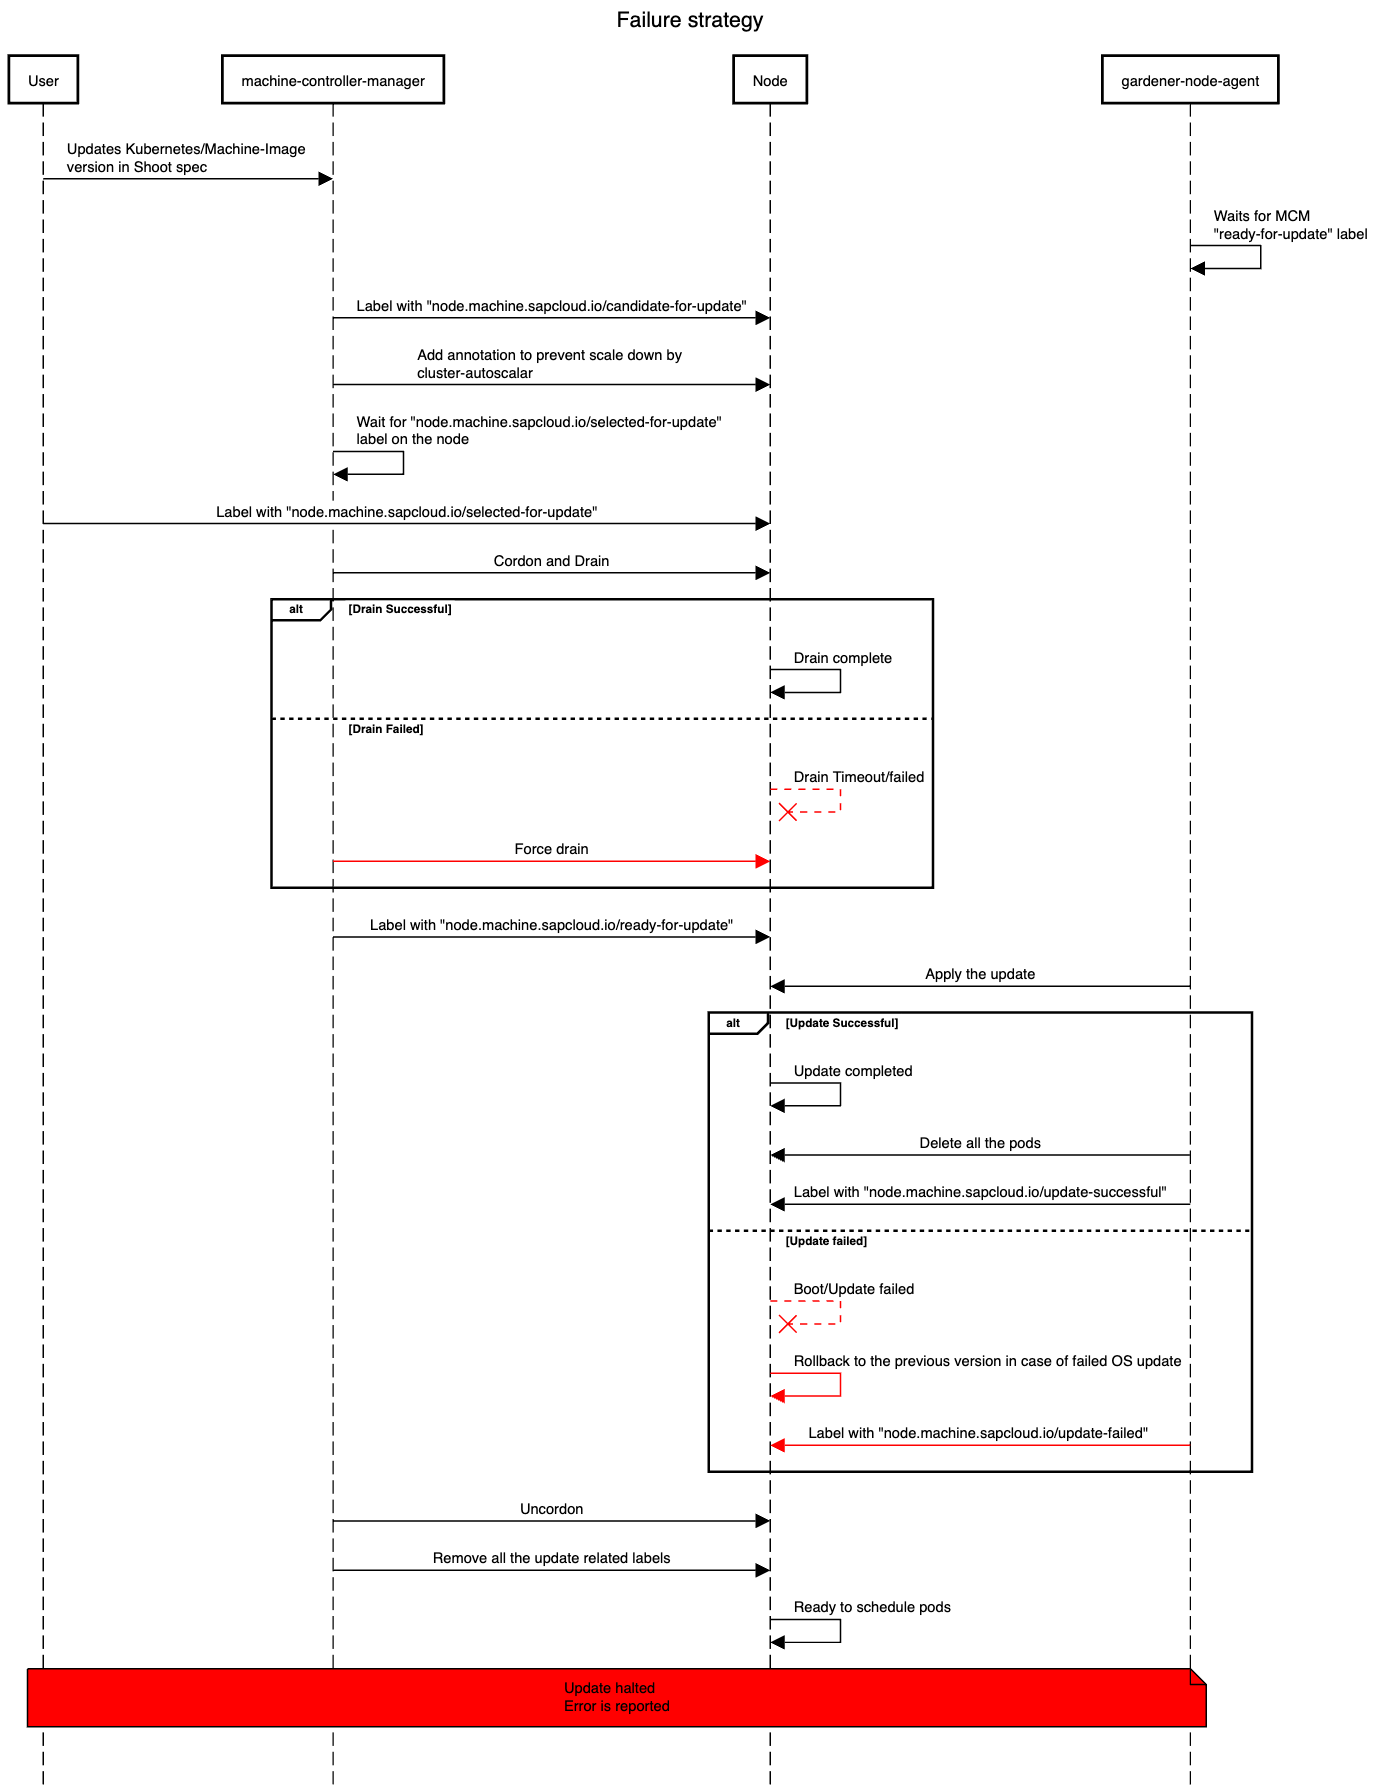 Failure strategy
User
machine-controller-manager
Node
gardener-node-agent
Updates Kubernetes/Machine-Image
version in Shoot spec
Waits for MCM
"ready-for-update" label
Label with "node.machine.sapcloud.io/candidate-for-update"
Add annotation to prevent scale down by
cluster-autoscalar
Wait for "node.machine.sapcloud.io/selected-for-update"
label on the node
Label with "node.machine.sapcloud.io/selected-for-update"
Cordon and Drain
alt
[Drain Successful]
Drain complete
[Drain Failed]
Drain Timeout/failed
Force drain
Label with "node.machine.sapcloud.io/ready-for-update"
Apply the update
alt
[Update Successful]
Update completed
Delete all the pods
Label with "node.machine.sapcloud.io/update-successful"
[Update failed]
Boot/Update failed
Rollback to the previous version in case of failed OS update
Label with "node.machine.sapcloud.io/update-failed"
Uncordon
Remove all the update related labels
Ready to schedule pods
Update halted
Error is reported